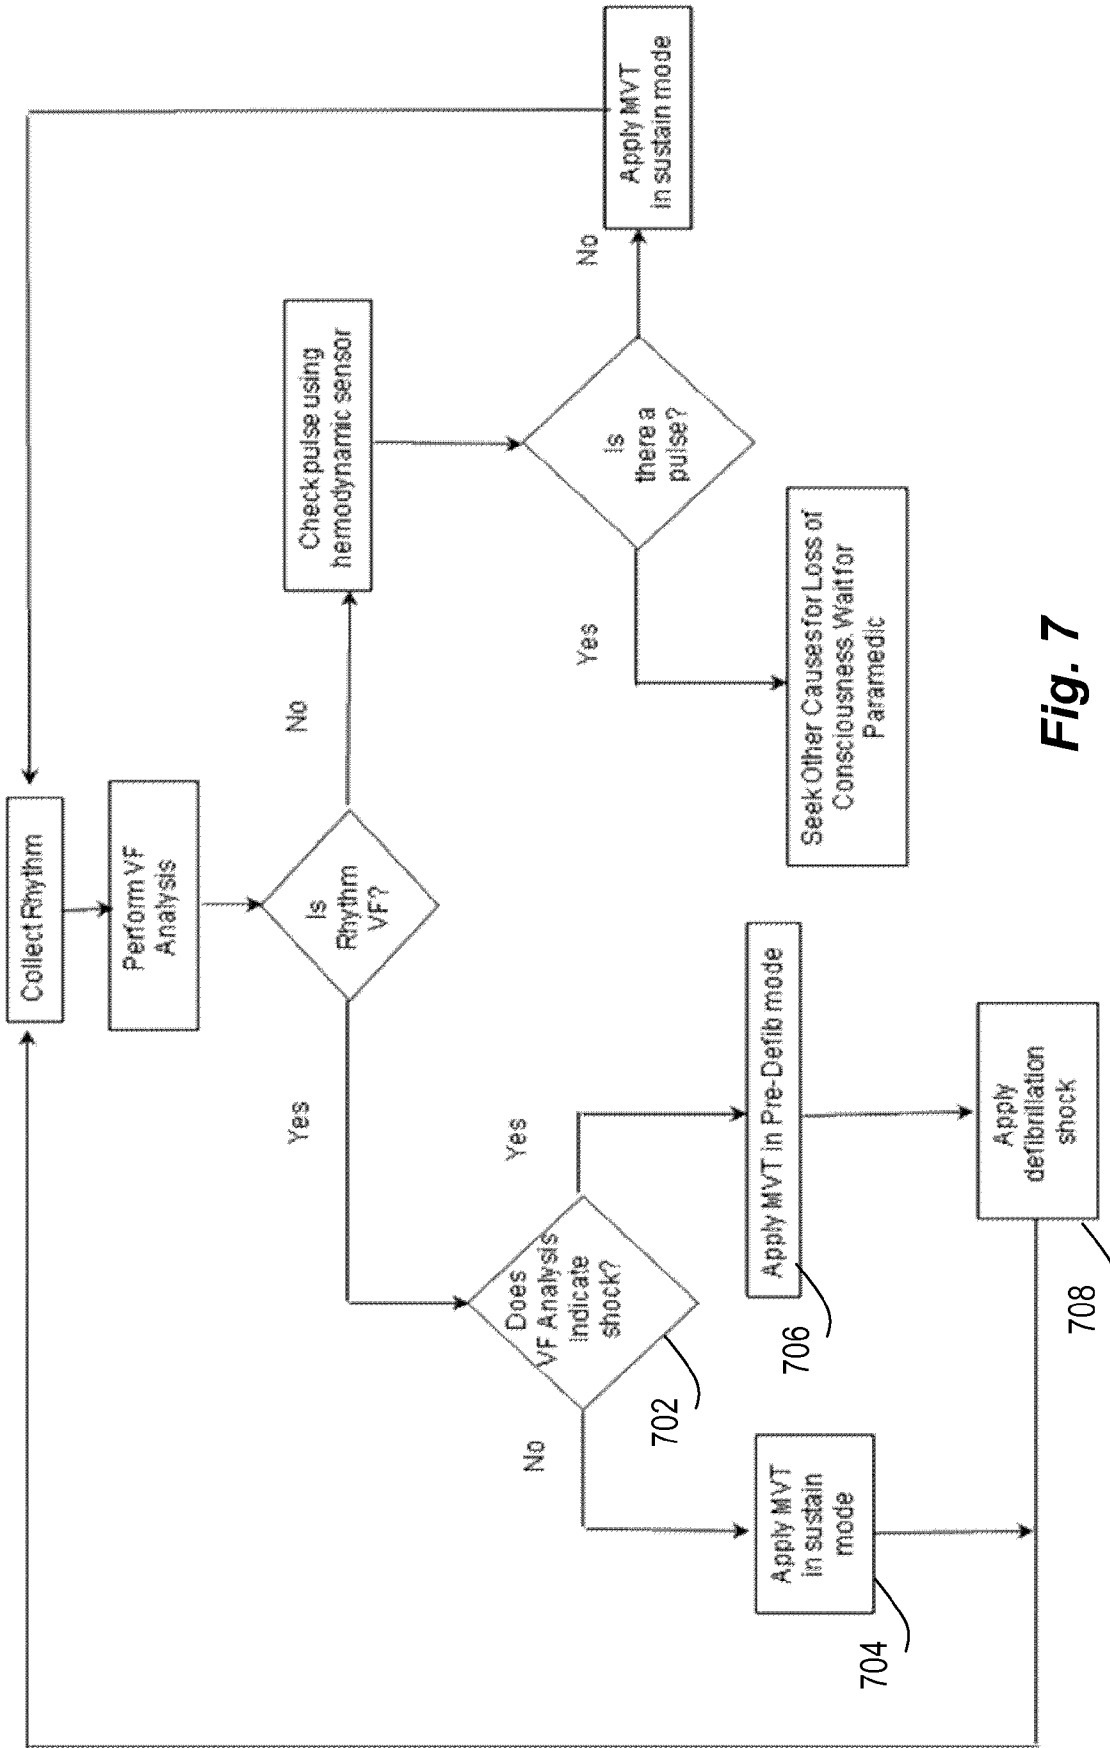 Collect Rhythm
Perform VF
Analysis
Is
Rhythm
VF?
Yes
No
Check pulse using
hemodynamic sensor
Does
VF Analysis
Indicate
shock?
702
Is
there a
pulse?
No
Yes
Yes
No
Apply MVT
in sustain
mode
704
Apply MVT in Pre-Defib mode
706
Seek Other Causes for Loss of
Consciousness. Wait for
Paramedic
Apply MVT
In sustain mode
Apply
defibrillation
shock
708
Fig. 7